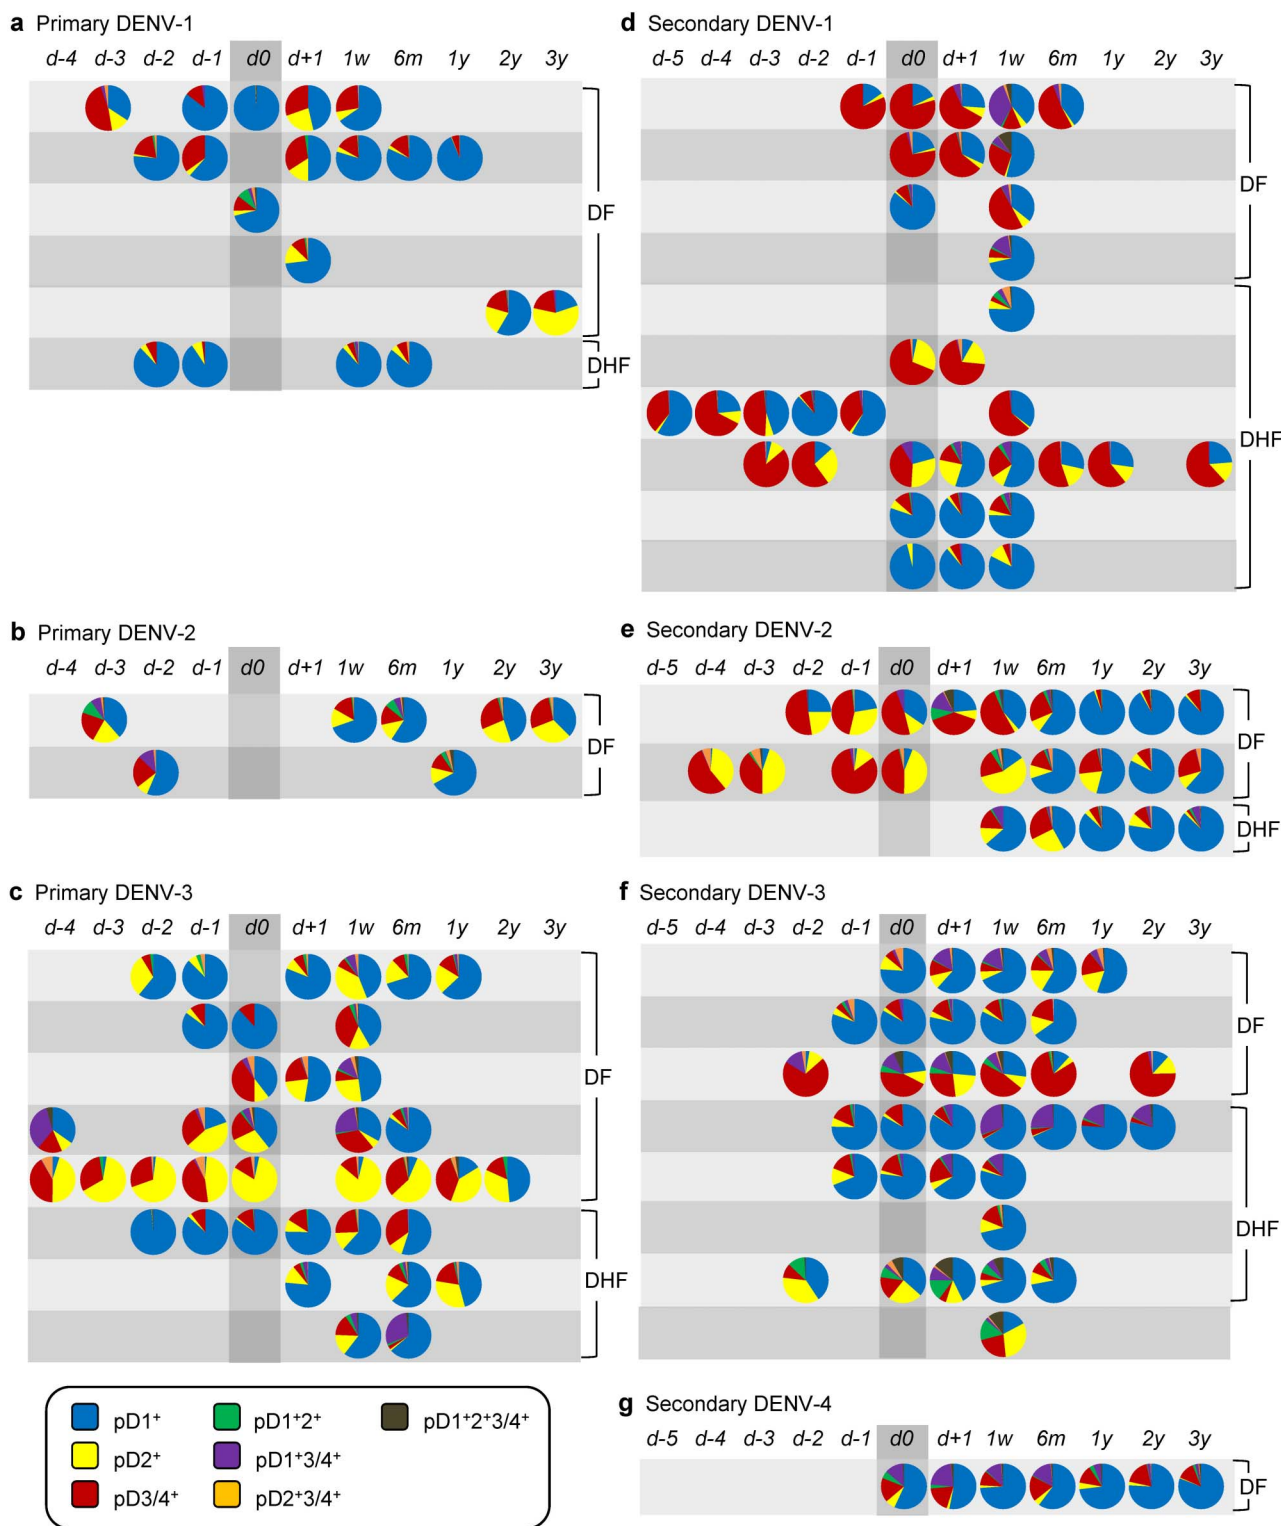 a Primary DENV-1
d-4 d-3 d-2 d-1 d0 d+1 1w 6m 1y 2y 3y
DF
DHF
b Primary DENV-2
d-4 d-3 d-2 d-1 d0 d+1 1w 6m 1y 2y 3y
DF
c Primary DENV-3
d-4 d-3 d-2 d-1 d0 d+1 1w 6m 1y 2y 3y
DF
DHF
d Secondary DENV-1
d-5 d-4 d-3 d-2 d-1 d0 d+1 1w 6m 1y 2y 3y
DF
DHF
e Secondary DENV-2
d-5 d-4 d-3 d-2 d-1 d0 d+1 1w 6m 1y 2y 3y
DF
DHF
f Secondary DENV-3
d-5 d-4 d-3 d-2 d-1 d0 d+1 1w 6m 1y 2y 3y
DF
DHF
g Secondary DENV-4
d-5 d-4 d-3 d-2 d-1 d0 d+1 1w 6m 1y 2y 3y
DF
pD1⁺ pD1⁺2⁺ pD1⁺2⁺3/4⁺
pD2⁺ pD1⁺3/4⁺
pD3/4⁺ pD2⁺3/4⁺